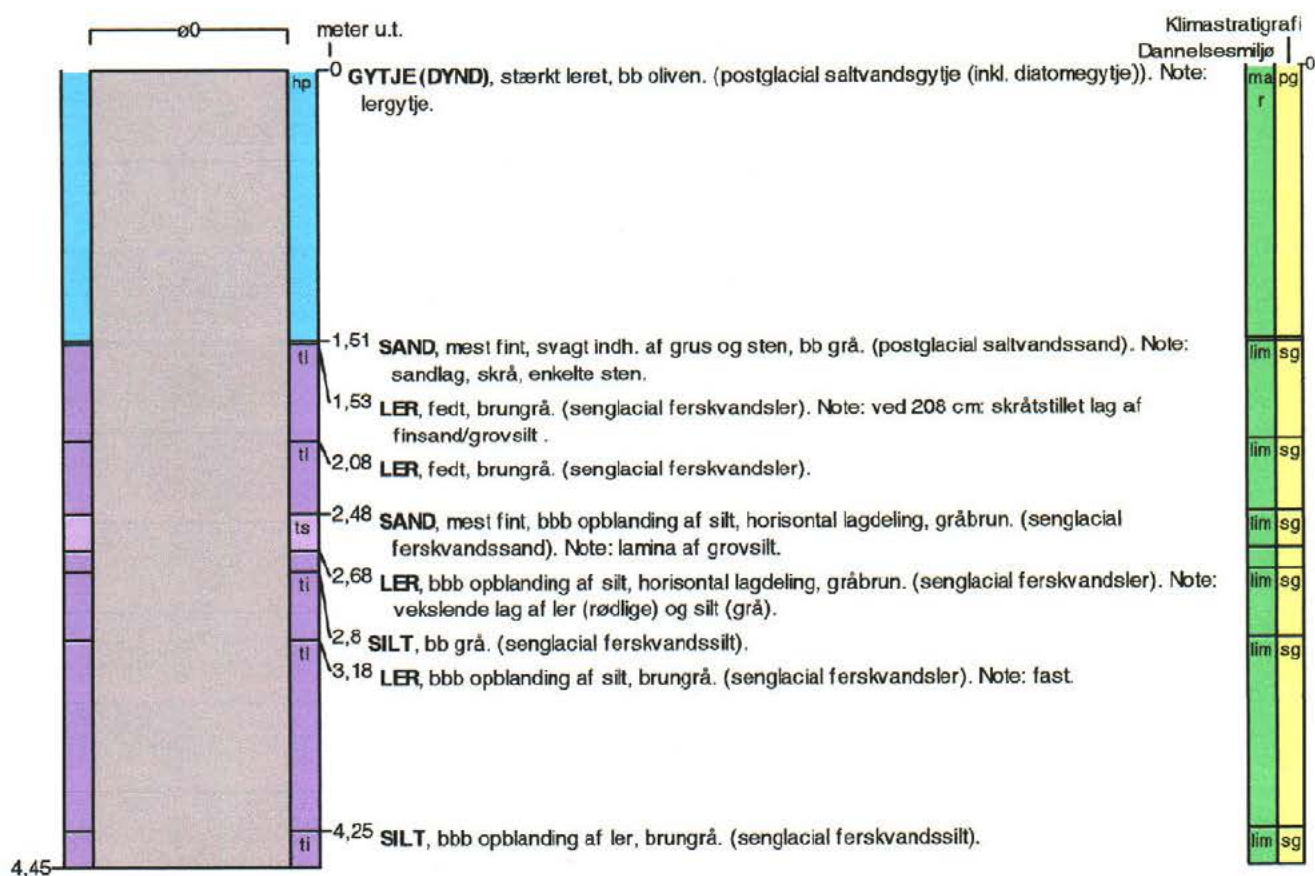 ø0
meter u.t.
Klimastratigrafi
Dannelsesmiljø
0
0
hp
GYTJE (DYND), stærkt leret, bb oliven. (postglacial saltvandsgytje (inkl. diatomegytje)). Note:
lergytje.
ma pg
r
1,51 SAND, mest fint, svagt indh. af grus og sten, bb grå. (postglacial saltvandssand). Note:
sandlag, skrå, enkelte sten.
tl
lim sg
1,53 LER, fedt, brungrå. (senglacial ferskvandsler). Note: ved 208 cm: skråtstillet lag af
finsand/grovsilt .
tl
2,08 LER, fedt, brungrå. (senglacial ferskvandsler).
lim sg
2,48 SAND, mest fint, bbb opblanding af silt, horisontal lagdeling, gråbrun. (senglacial
ferskvandssand). Note: lamina af grovsilt.
ts
lim sg
2,68 LER, bbb opblanding af silt, horisontal lagdeling, gråbrun. (senglacial ferskvandsler). Note:
vekslende lag af ler (rødlige) og silt (grå).
ti
lim sg
2,8 SILT, bb grå. (senglacial ferskvandssilt).
tl
lim sg
3,18 LER, bbb opblanding af silt, brungrå. (senglacial ferskvandsler). Note: fast.
4,25 SILT, bbb opblanding af ler, brungrå. (senglacial ferskvandssilt).
ti
lim sg
4,45